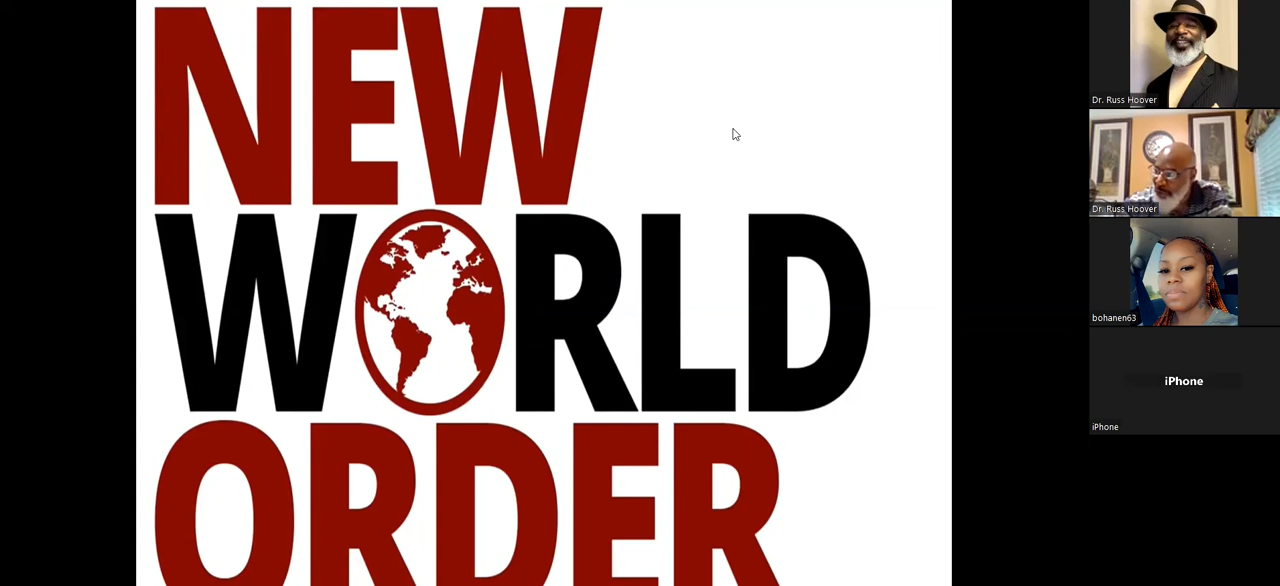 NEW
WORLD
ORDER
Dr. Russ Hoover
Dr. Russ Hoover
bohanen63
iPhone
iPhone